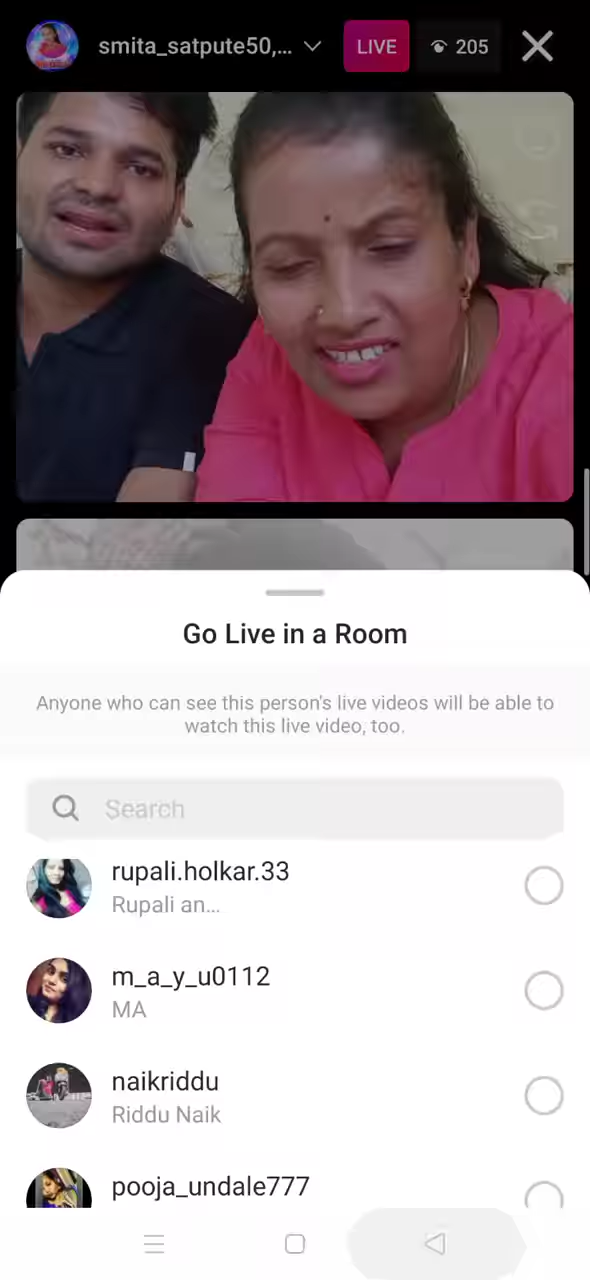 smita_satpute50,...
LIVE
205
Go Live in a Room
Anyone who can see this person's live videos will be able to
watch this live video, too.
Search
rupali.holkar.33
Rupali an...
m_a_y_u0112
MA
naikriddu
Riddu Naik
pooja_undale777